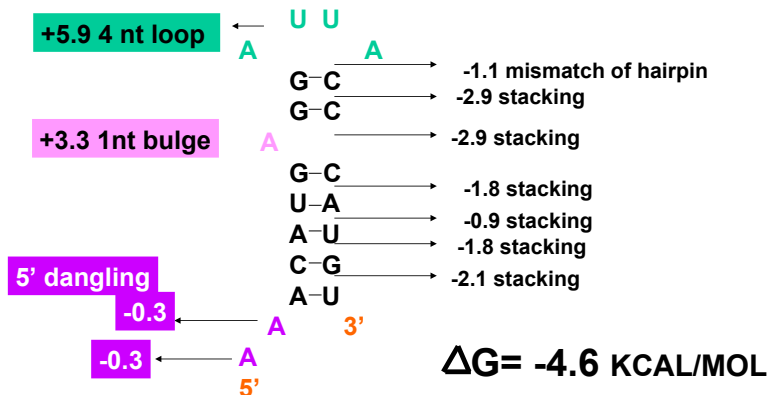 +5.9 4 nt loop
U U
A A
G–C
-1.1 mismatch of hairpin
G–C
-2.9 stacking
+3.3 1nt bulge
A
-2.9 stacking
G–C
-1.8 stacking
U–A
-0.9 stacking
A–U
-1.8 stacking
C–G
-2.1 stacking
5’ dangling
A–U
-0.3
A
3’
-0.3
A
5’
ΔG= -4.6 KCAL/MOL